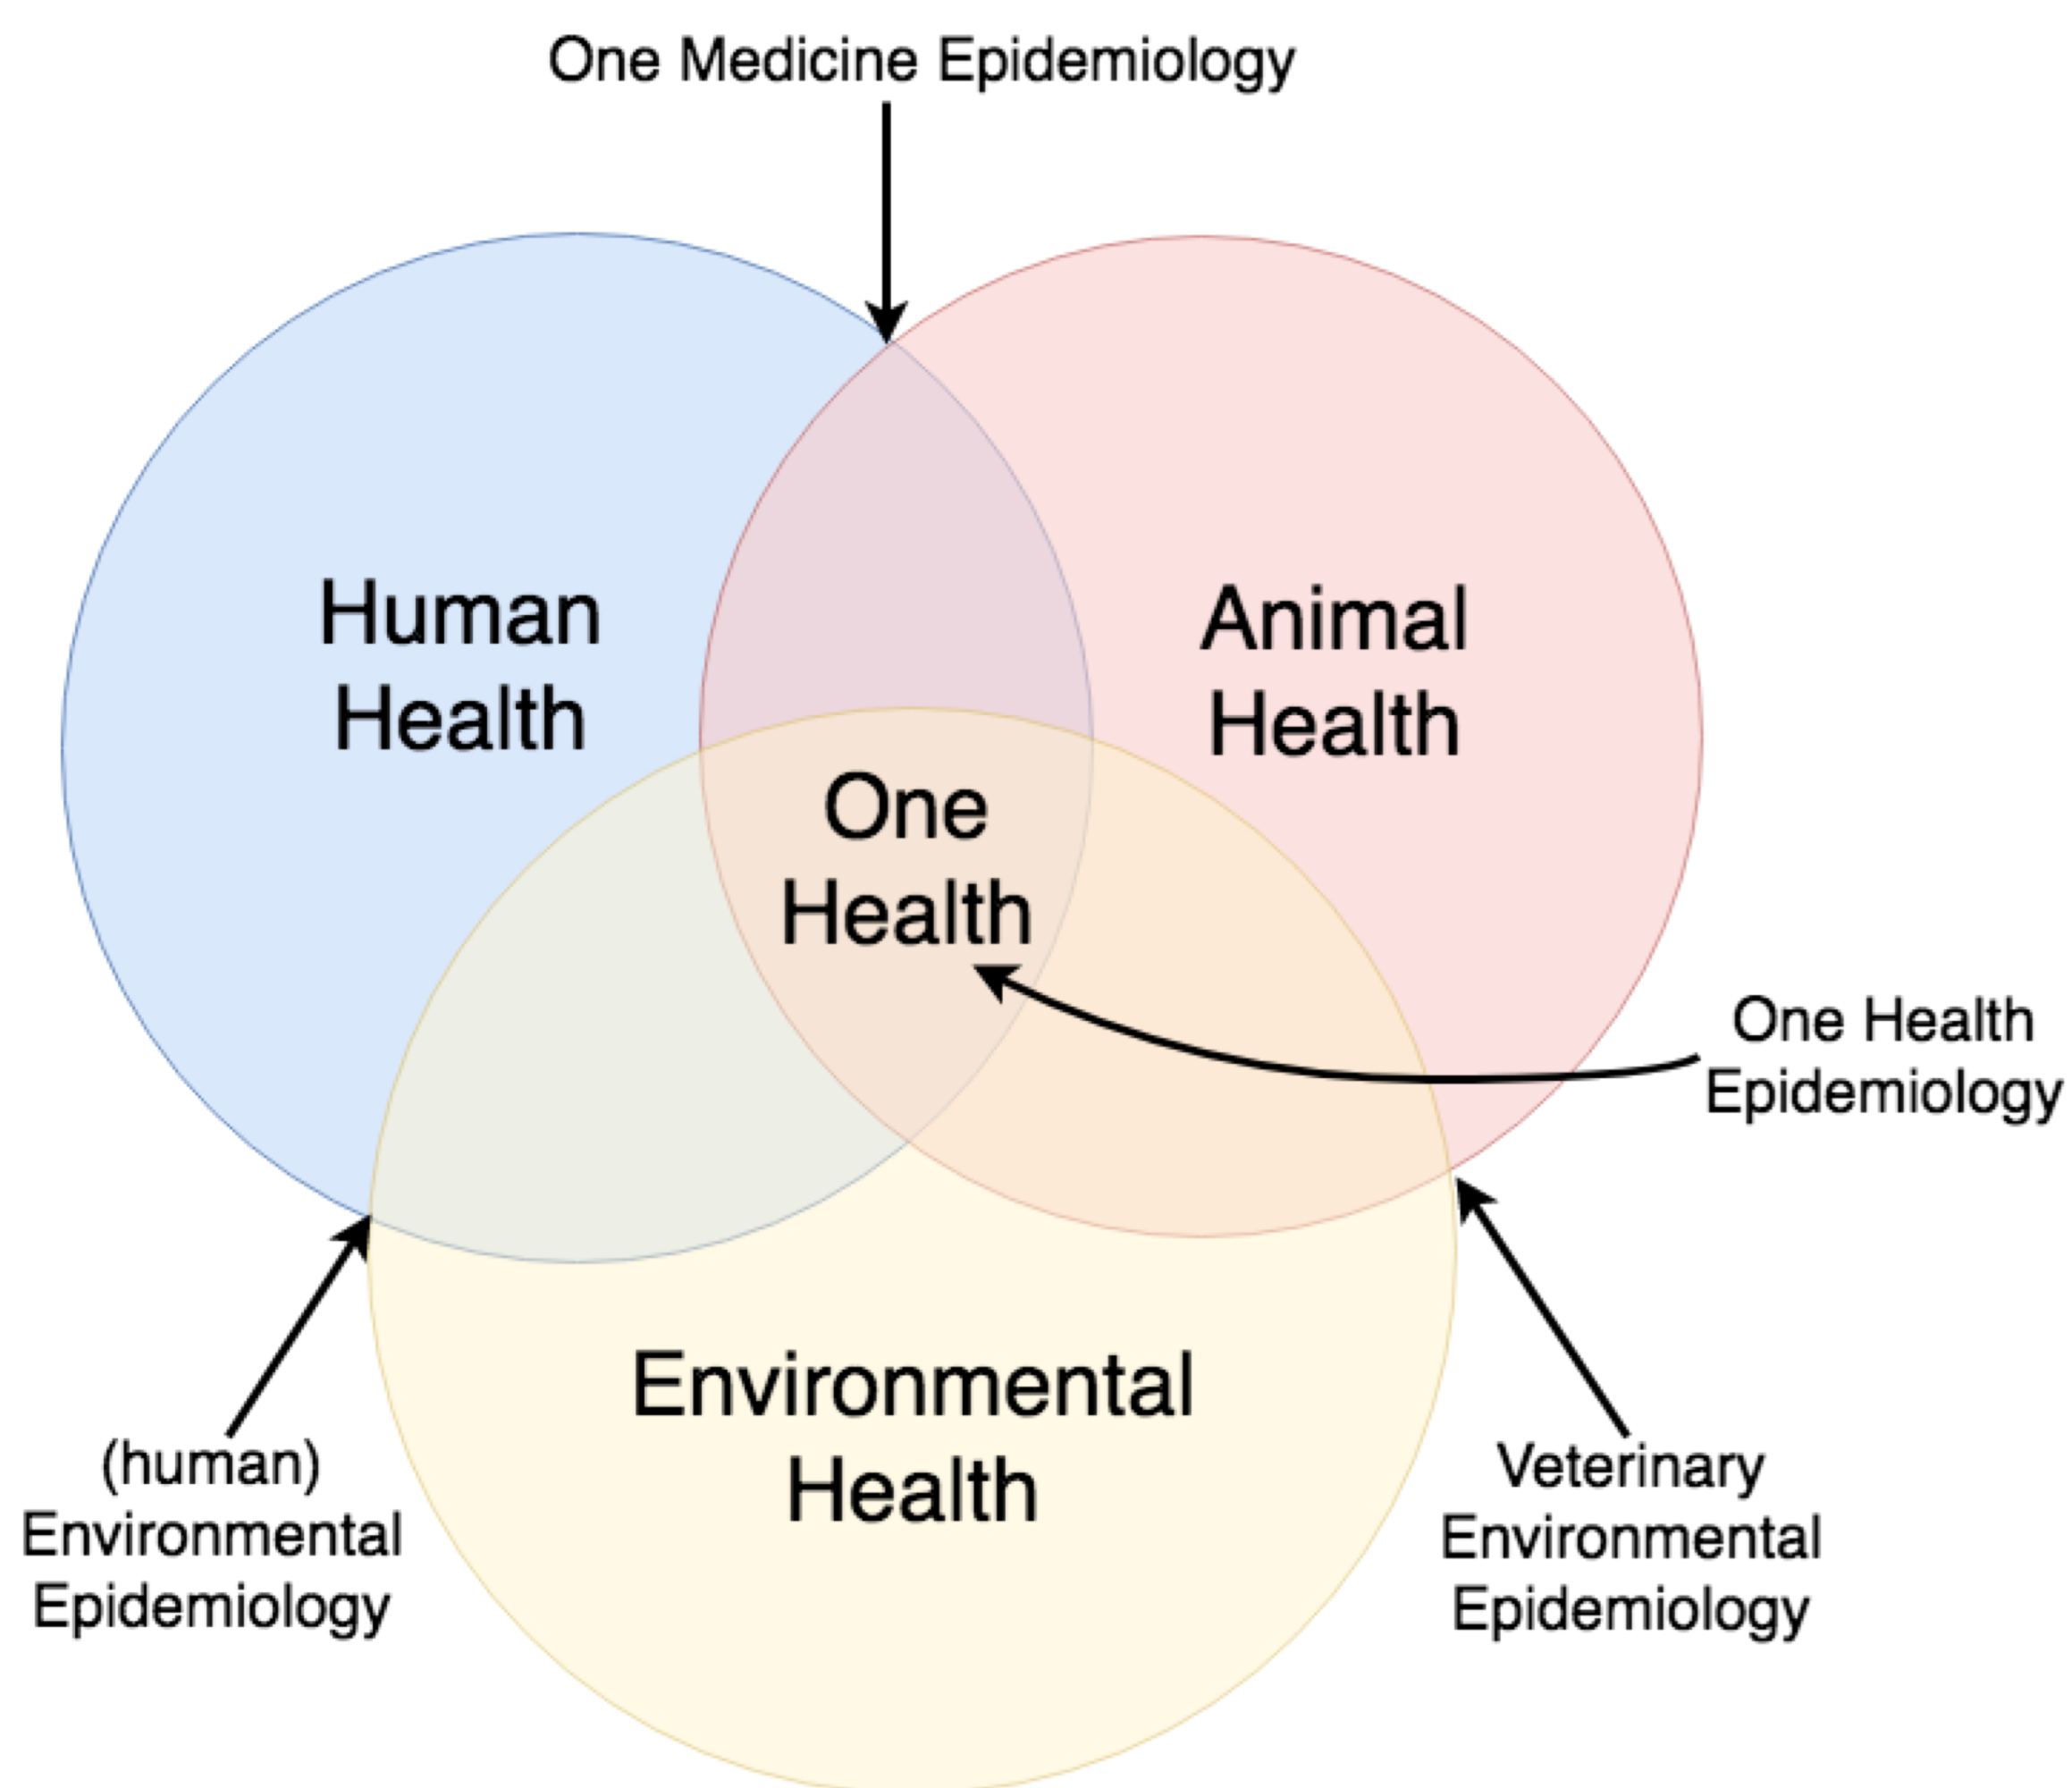 One Medicine Epidemiology
Human
Health
Animal
Health
One
Health
One Health
Epidemiology
Environmental
Health
(human)
Environmental
Epidemiology
Veterinary
Environmental
Epidemiology